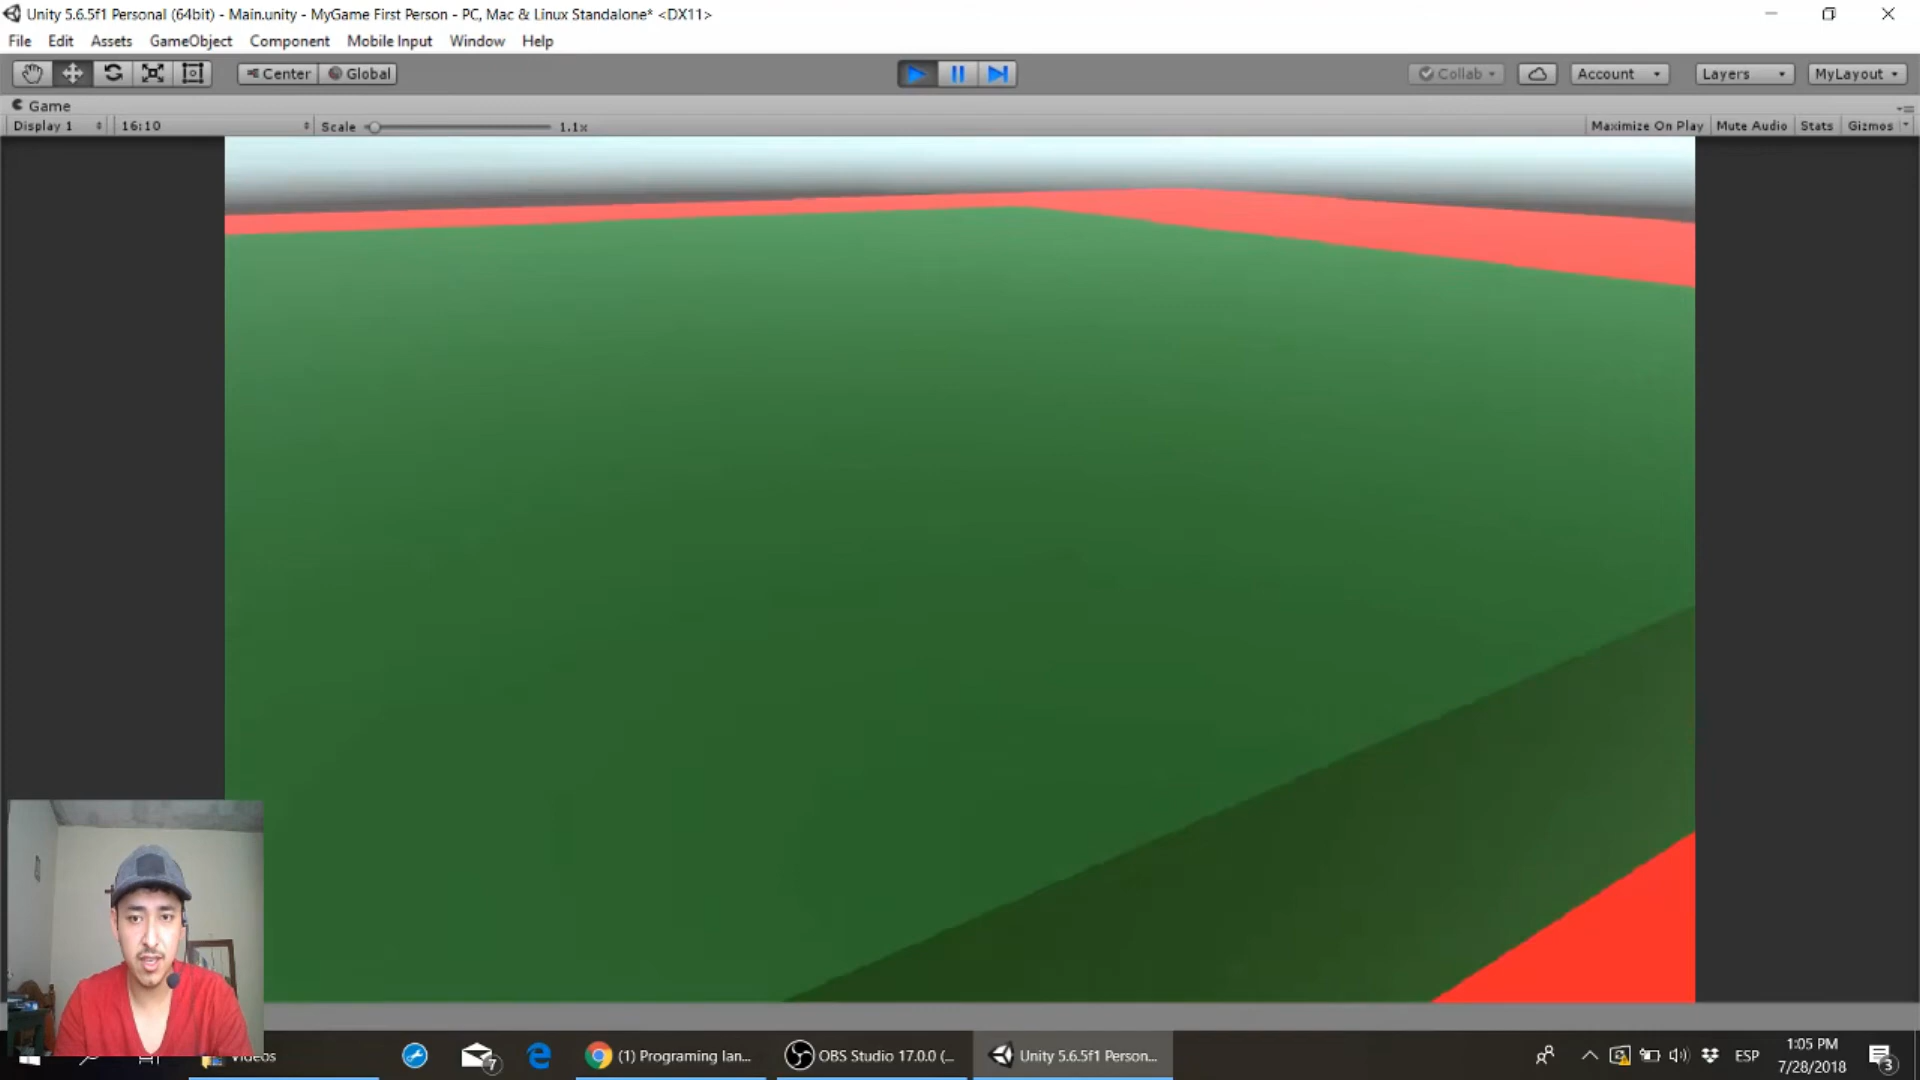 Unity 5.6.5f1 Personal (64bit) - Main.unity - MyGame First Person - PC, Mac & Linux Standalone* <DX11>
File Edit Assets GameObject Component Mobile Input Window Help
Center Global Collab Account Layers MyLayout
Game
Display 1 16:10 Scale 1.1x Maximize On Play Mute Audio Stats Gizmos
7 (1) Programing lan... OBS Studio 17.0.0 (... Unity 5.6.5f1 Person... ESP 1:05 PM 3
7/28/2018